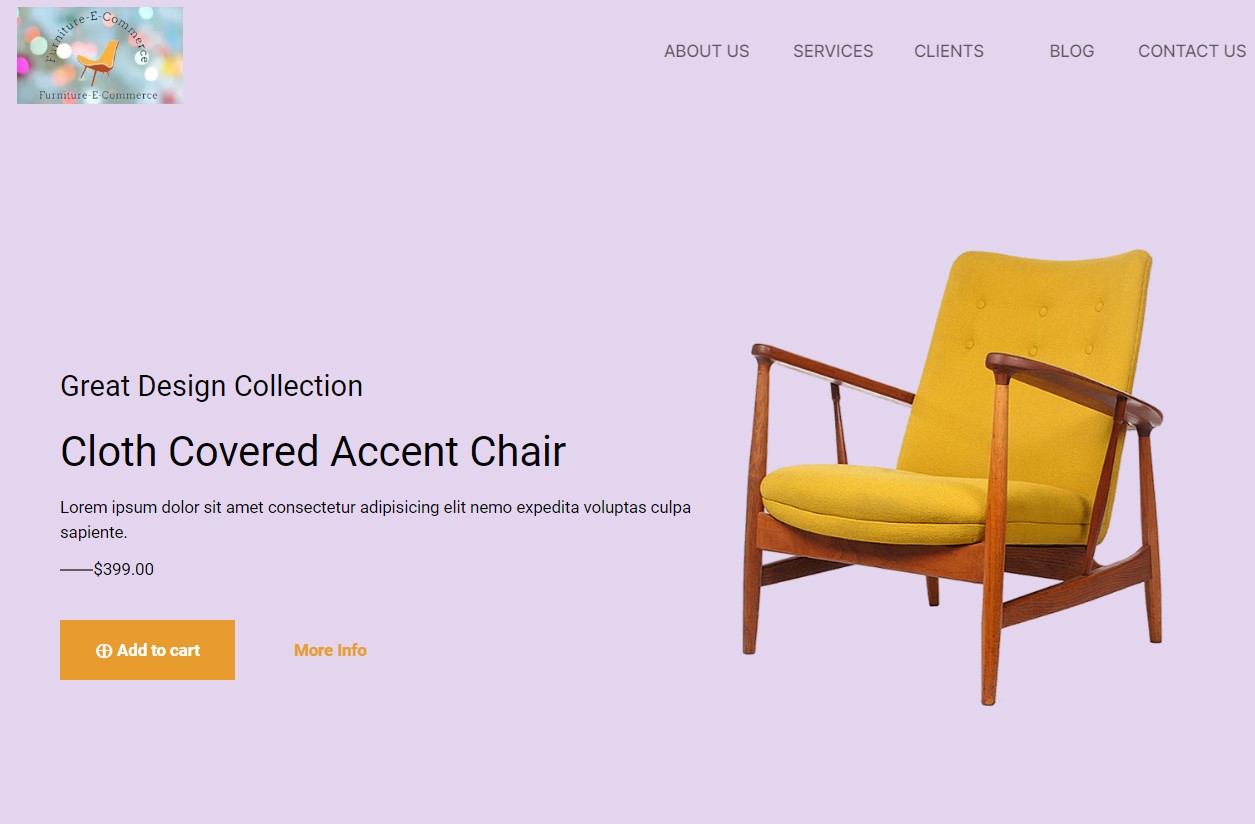 Furniture-E-Commerce
Furniture-E-Commerce
ABOUT US SERVICES CLIENTS BLOG CONTACT US
Great Design Collection
Cloth Covered Accent Chair
Lorem ipsum dolor sit amet consectetur adipisicing elit nemo expedita voluptas culpa
sapiente.
——$399.00
Add to cart More Info